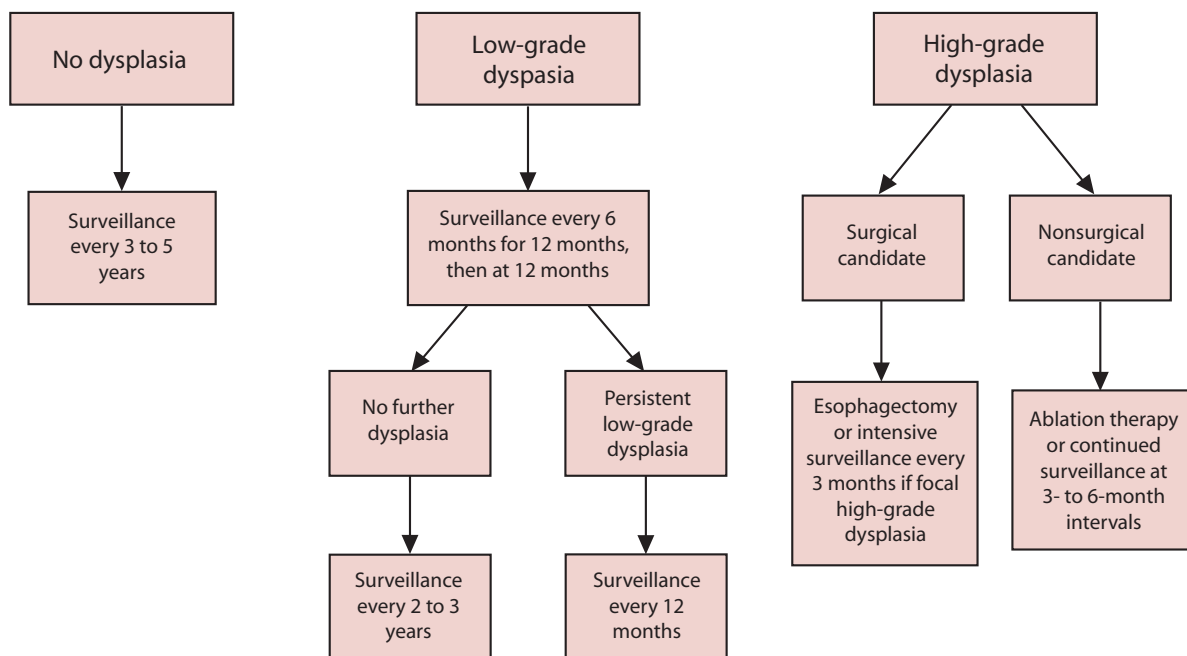 No dysplasia
Surveillance
every 3 to 5
years
Low-grade
dyspasia
Surveillance every 6
months for 12 months,
then at 12 months
No further
dysplasia
Surveillance
every 2 to 3
years
Persistent
low-grade
dysplasia
Surveillance
every 12
months
High-grade
dysplasia
Surgical
candidate
Esophagectomy
or intensive
surveillance every
3 months if focal
high-grade
dysplasia
Nonsurgical
candidate
Ablation therapy
or continued
surveillance at
3- to 6-month
intervals